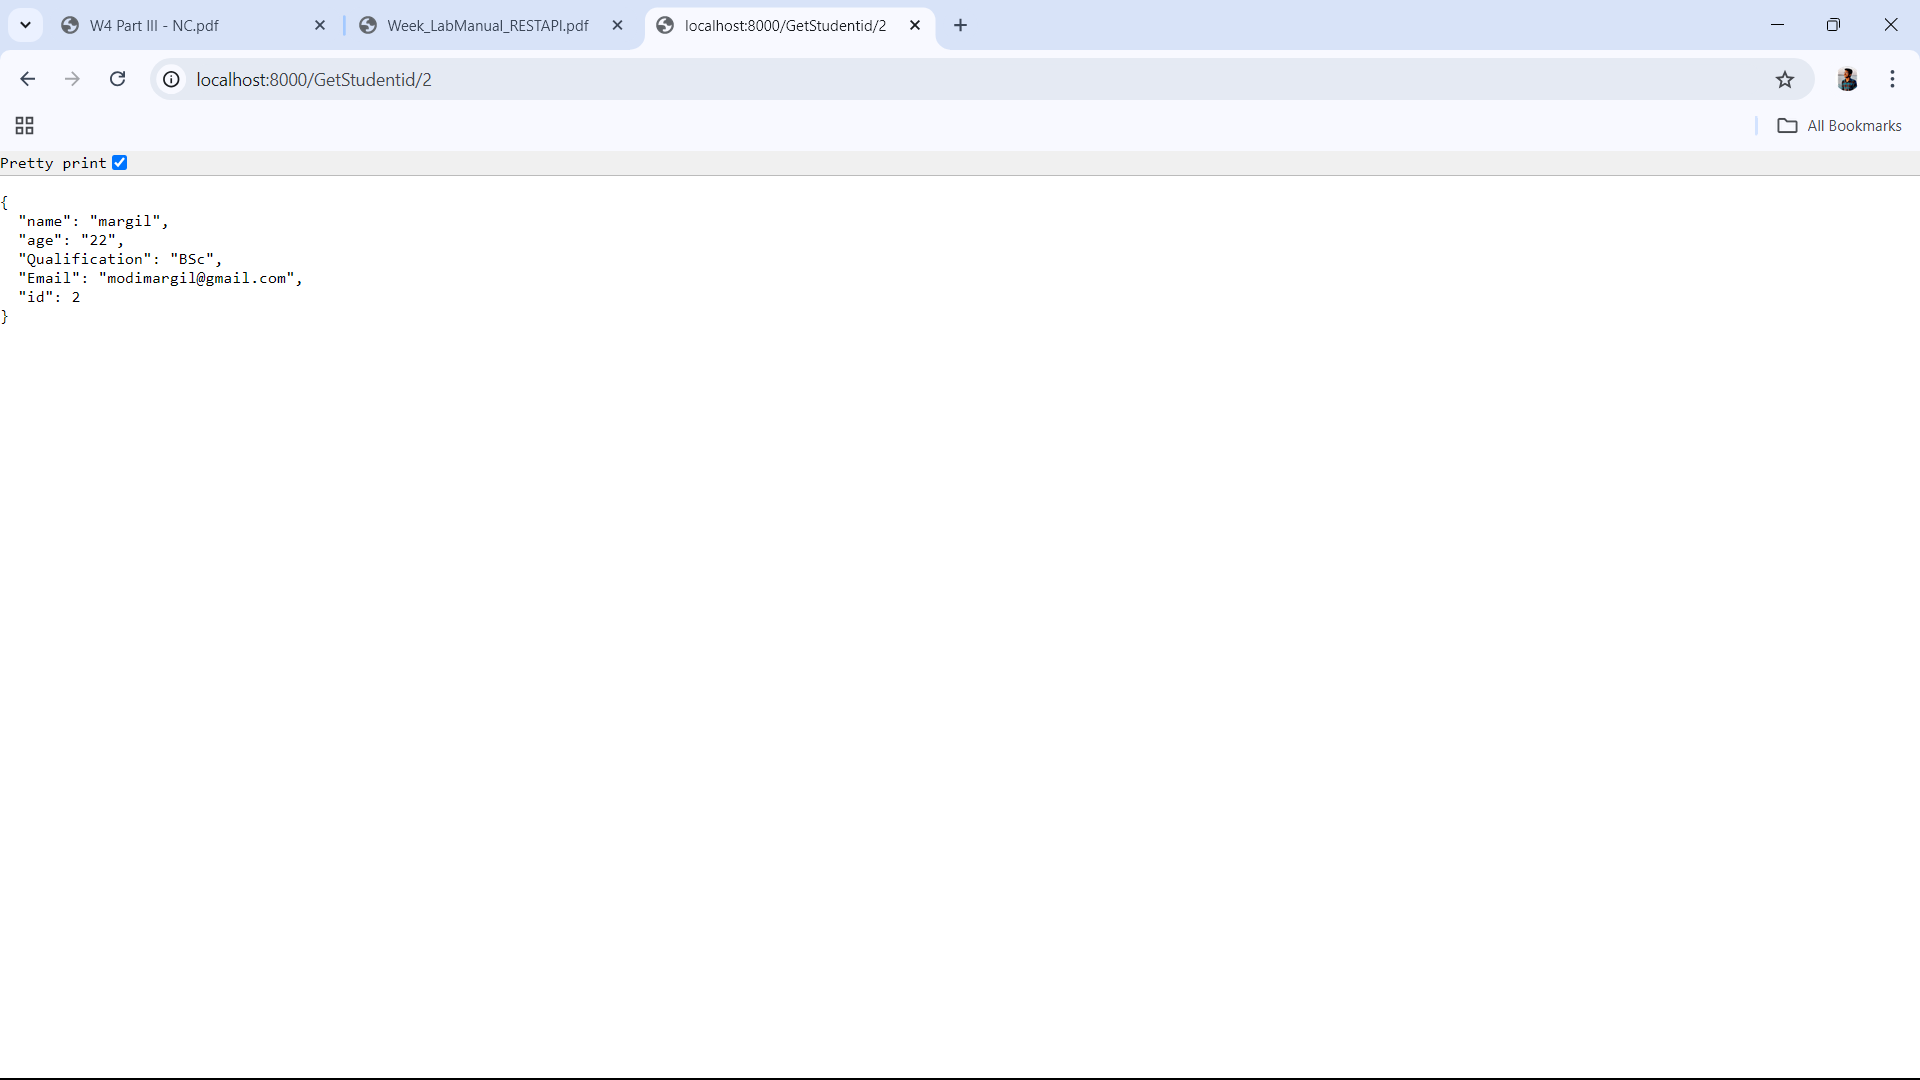 W4 Part III - NC.pdf
Week_LabManual_RESTAPI.pdf
localhost:8000/GetStudentid/2
localhost:8000/GetStudentid/2
All Bookmarks
Pretty print
{
  "name": "margil",
  "age": "22",
  "Qualification": "BSc",
  "Email": "modimargil@gmail.com",
  "id": 2
}